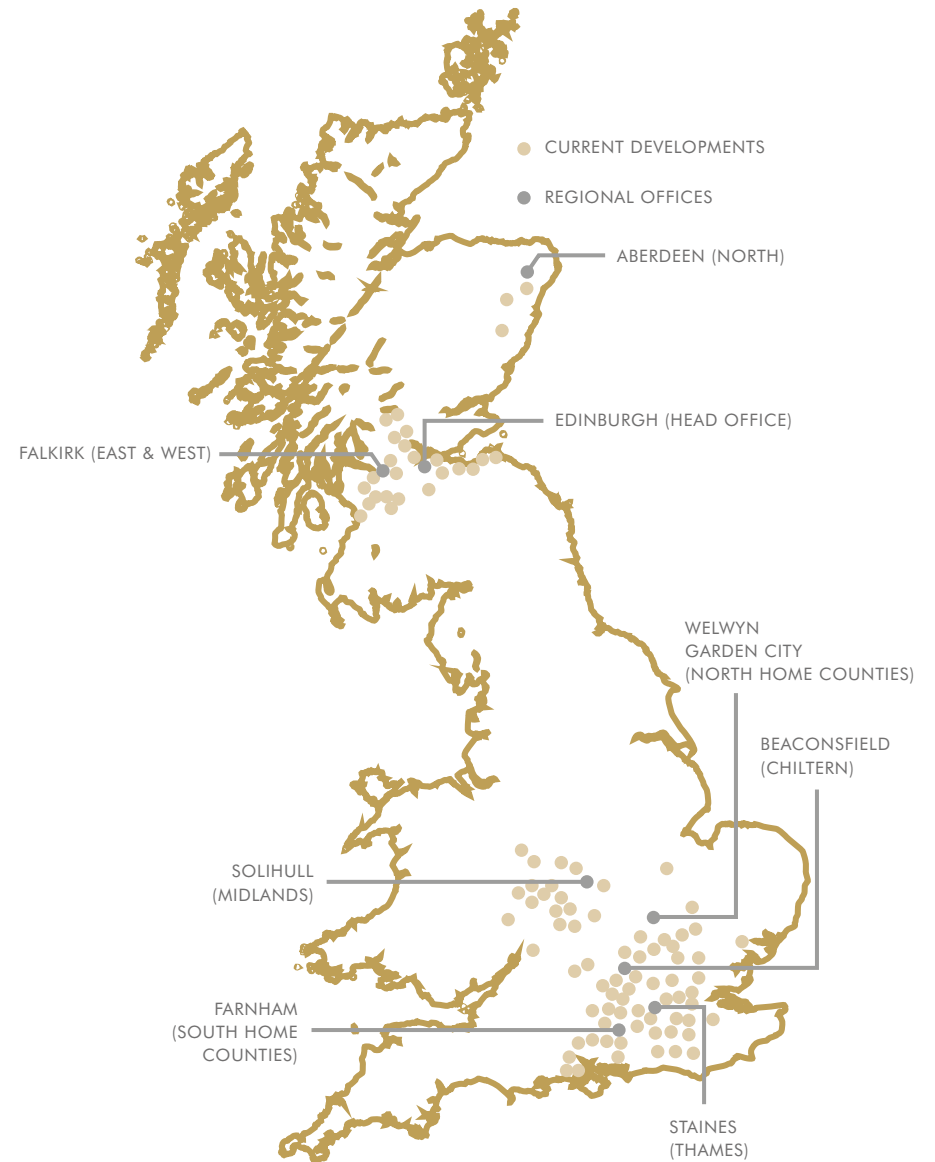 CURRENT DEVELOPMENTS
REGIONAL OFFICES
ABERDEEN (NORTH)
EDINBURGH (HEAD OFFICE)
FALKIRK (EAST & WEST)
WELWYN
GARDEN CITY
(NORTH HOME COUNTIES)
BEACONSFIELD
(CHILTERN)
SOLIHULL
(MIDLANDS)
FARNHAM
(SOUTH HOME
COUNTIES)
STAINES
(THAMES)